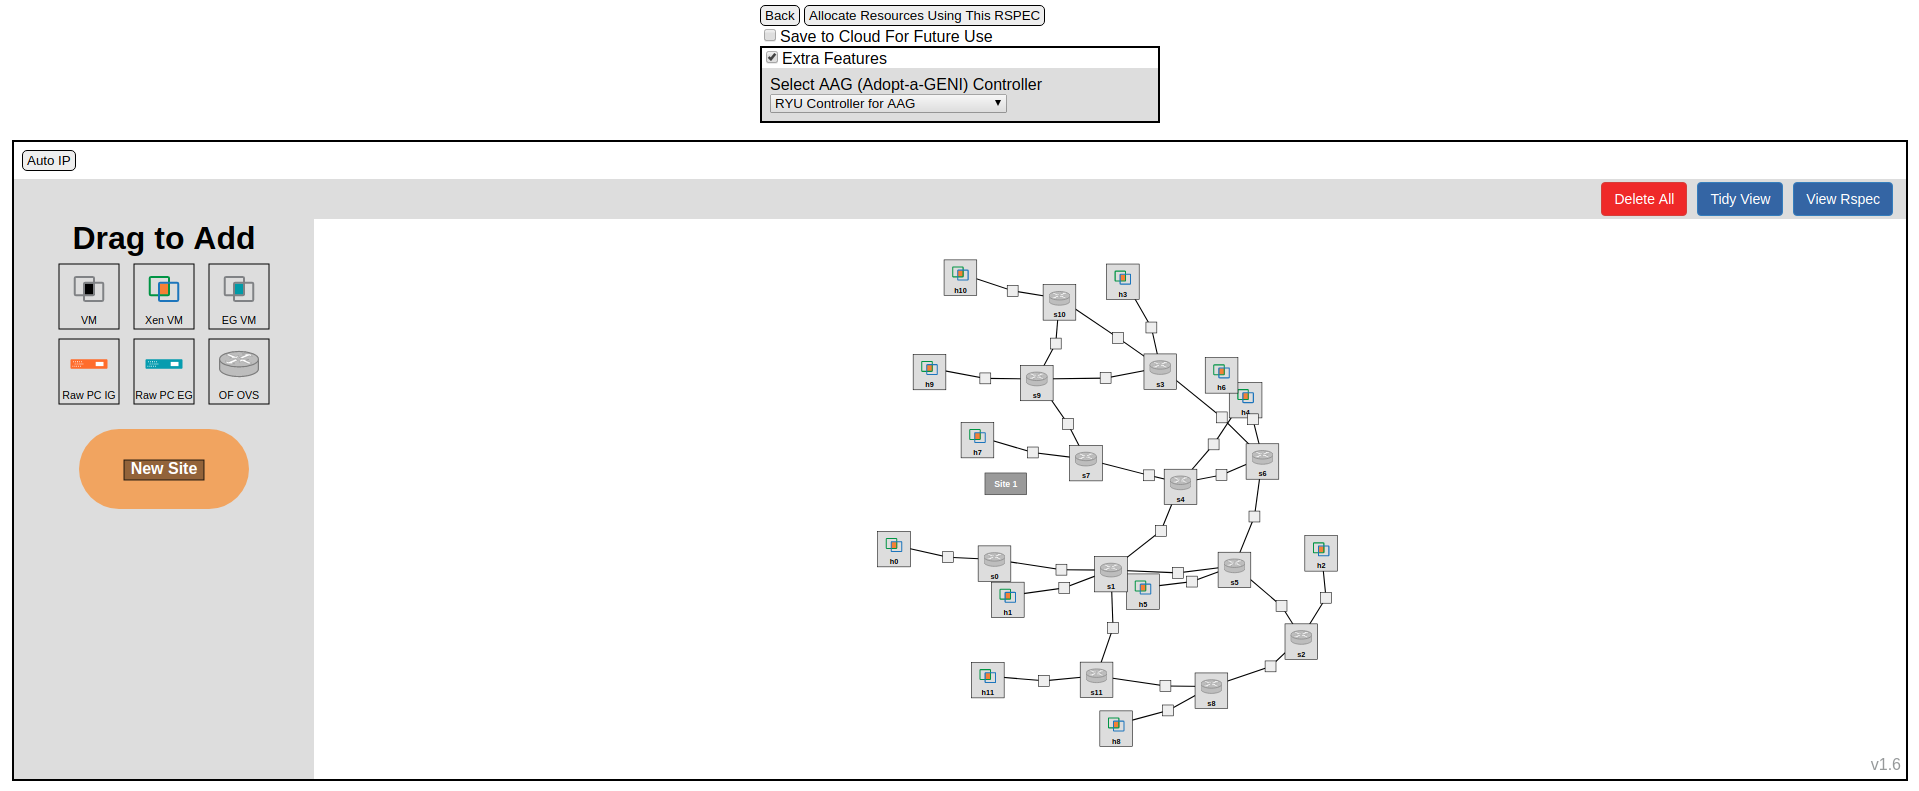 Back Allocate Resources Using This RSPEC
Save to Cloud For Future Use
Extra Features
Select AAG (Adopt-a-GENI) Controller
RYU Controller for AAG
Auto IP
Delete All Tidy View View Rspec
Drag to Add
VM Xen VM EG VM
Raw PC IG Raw PC EG OF OVS
New Site
h10
h3
s10
h9
s9
s3
h6
h4
h7
s7
s6
Site 1
s4
h0
s0
s1
s5
h2
h1
h5
s2
h11
s11
s8
h8
v1.6